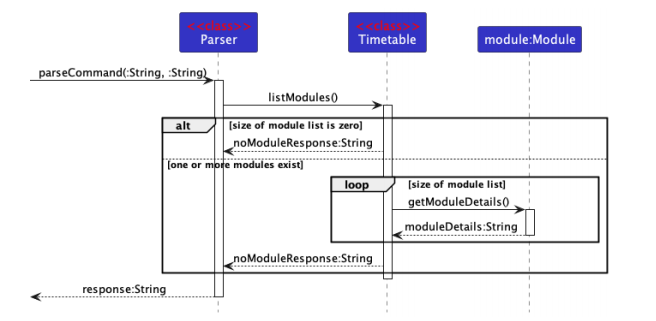 <<class>>
Parser
<<class>>
Timetable
module:Module
parseCommand(:String, :String)
listModules()
alt
[size of module list is zero]
noModuleResponse:String
[one or more modules exist]
loop
[size of module list]
getModuleDetails()
moduleDetails:String
noModuleResponse:String
response:String